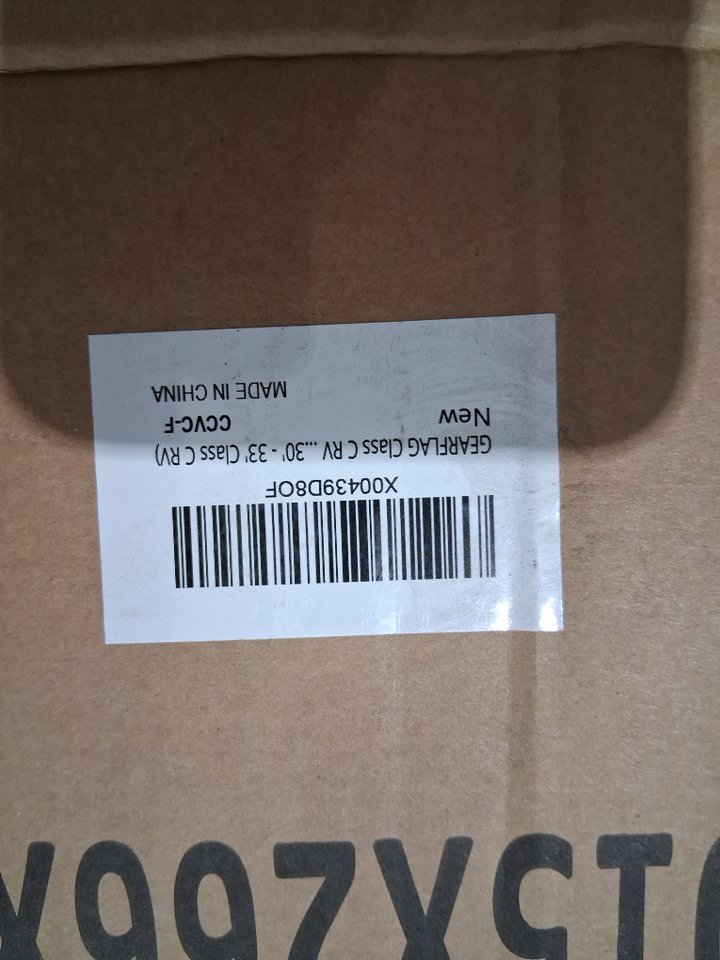 X00439D8OF
GEARFLAG Class C RV ...30' - 33' Class C RV)
New CCVC-F
MADE IN CHINA